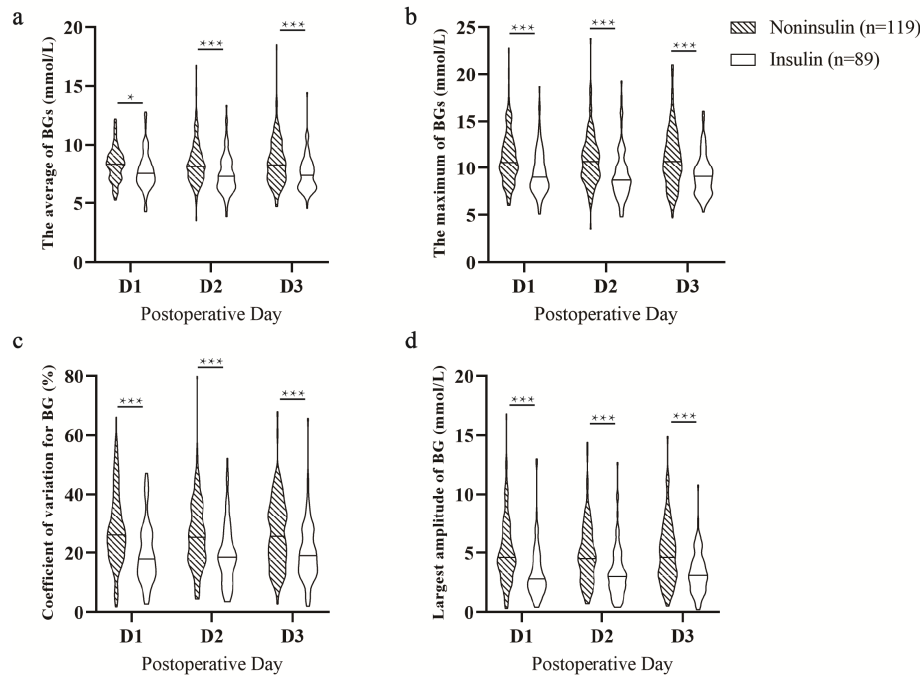 a
The average of BGs (mmol/L)
20
15
10
5
0
*
***
***
D1 D2 D3
Postoperative Day
b
The maximum of BGs (mmol/L)
25
20
15
10
5
0
***
***
***
D1 D2 D3
Postoperative Day
Noninsulin (n=119)
Insulin (n=89)
c
Coefficient of variation for BG (%)
80
60
40
20
0
***
***
***
D1 D2 D3
Postoperative Day
d
Largest amplitude of BG (mmol/L)
20
15
10
5
0
***
***
***
D1 D2 D3
Postoperative Day